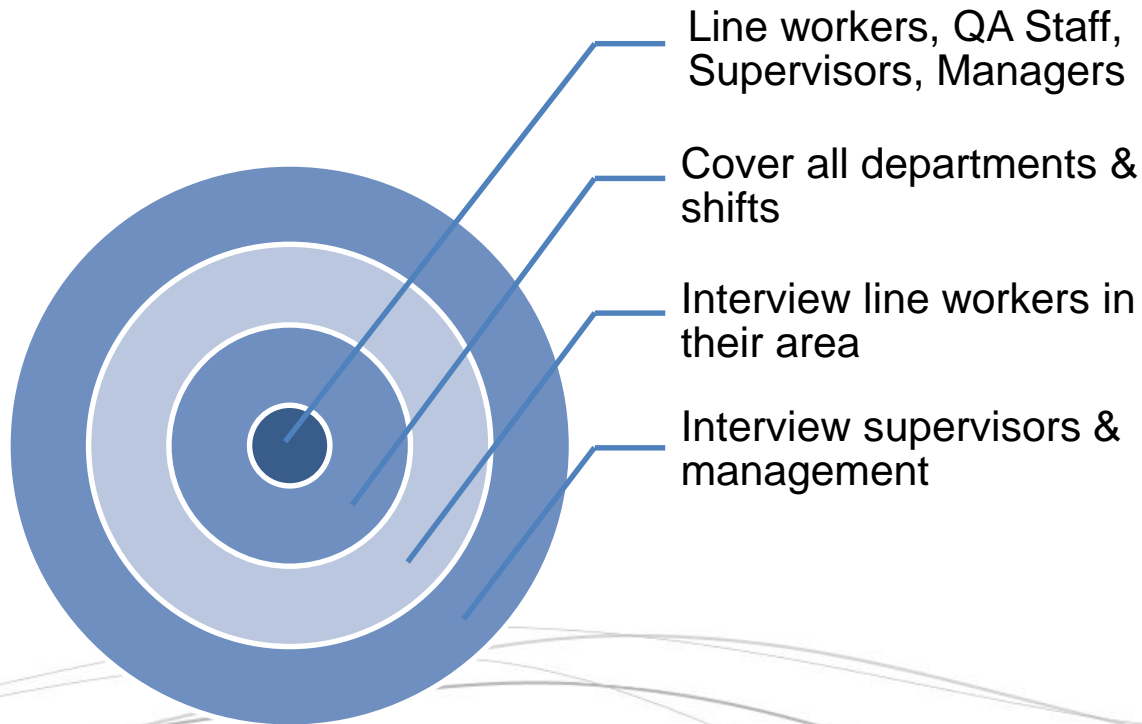 Line workers, QA Staff,
Supervisors, Managers
Cover all departments &
shifts
Interview line workers in
their area
Interview supervisors &
management